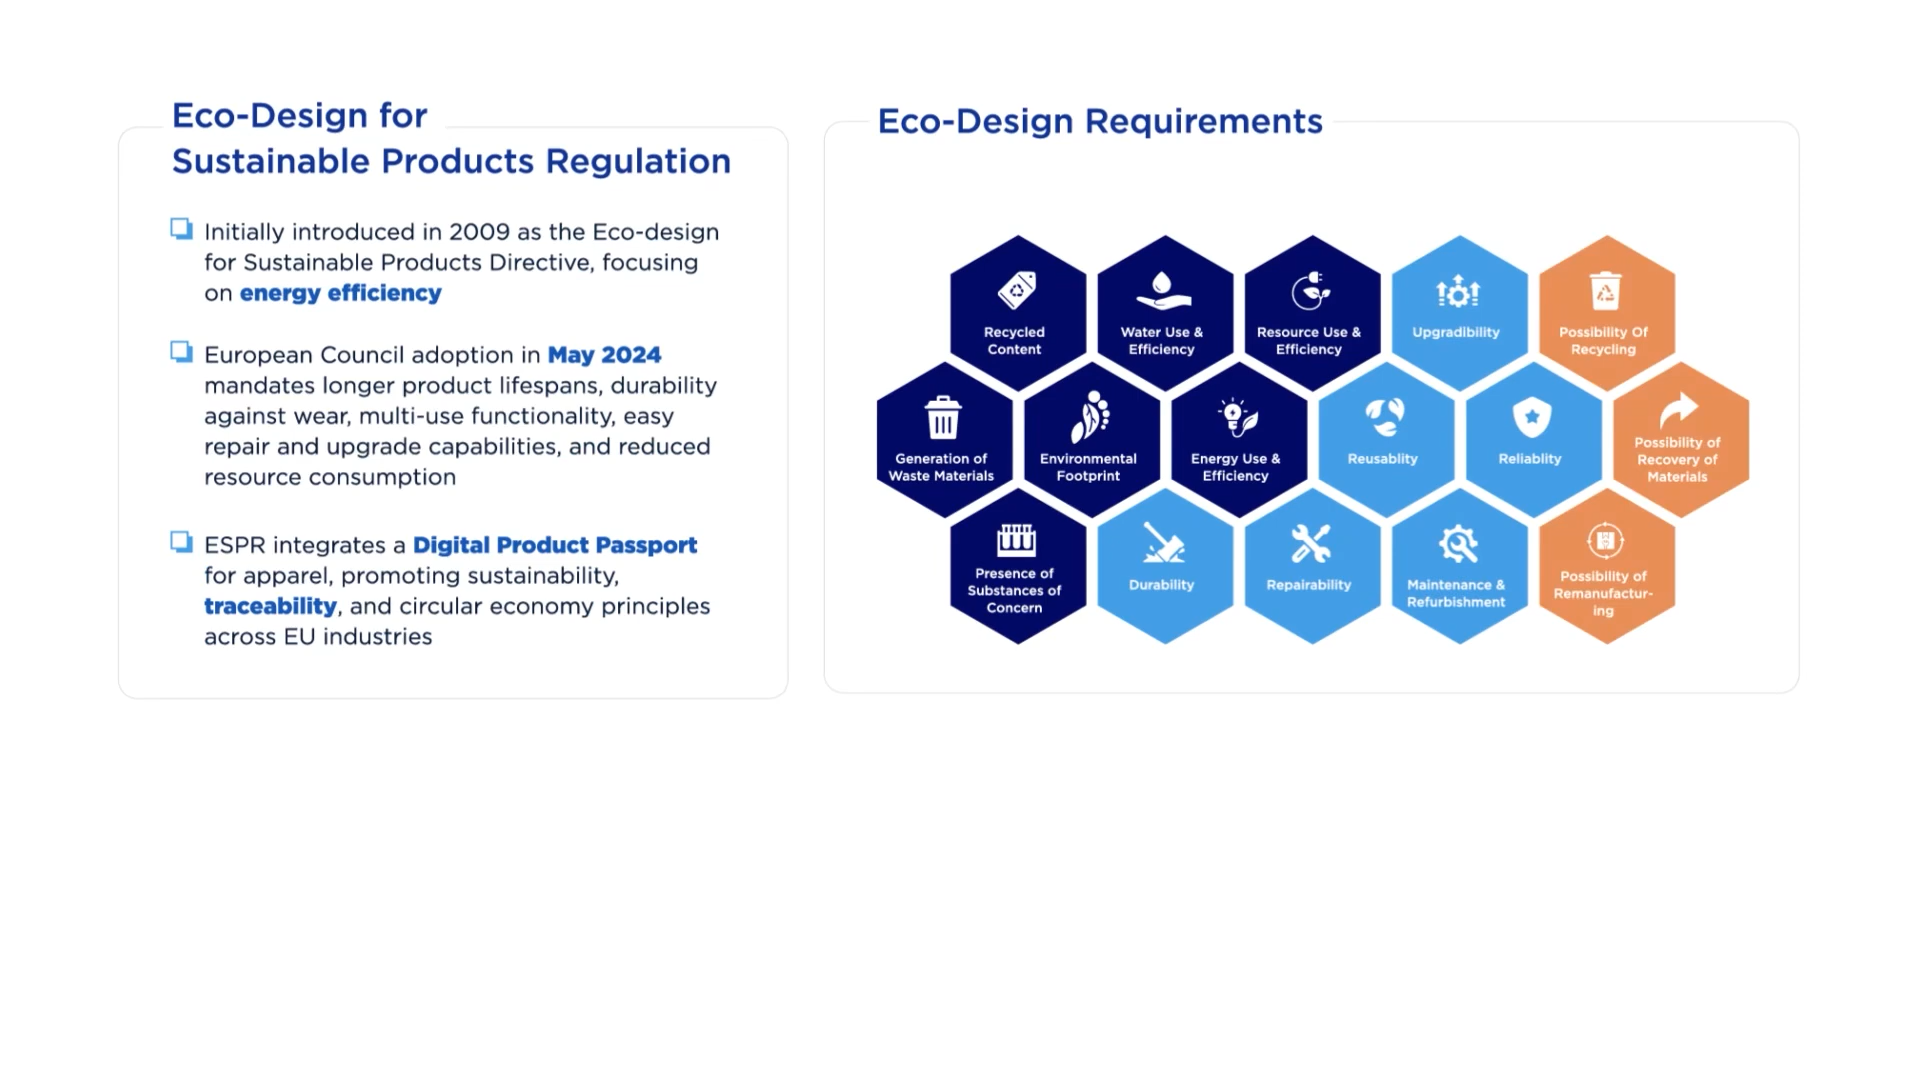 Eco-Design for
Sustainable Products Regulation
Initially introduced in 2009 as the Eco-design
for Sustainable Products Directive, focusing
on energy efficiency
European Council adoption in May 2024
mandates longer product lifespans, durability
against wear, multi-use functionality, easy
repair and upgrade capabilities, and reduced
resource consumption
ESPR integrates a Digital Product Passport
for apparel, promoting sustainability,
traceability, and circular economy principles
across EU industries
Eco-Design Requirements
Recycled
Content
Water Use &
Efficiency
Resource Use &
Efficiency
Upgradibility
Possibility Of
Recycling
Generation of
Waste Materials
Environmental
Footprint
Energy Use &
Efficiency
Reusablity
Reliablity
Possibility of
Recovery of
Materials
Presence of
Substances of
Concern
Durability
Repairability
Maintenance &
Refurbishment
Possibility of
Remanufactur-
ing